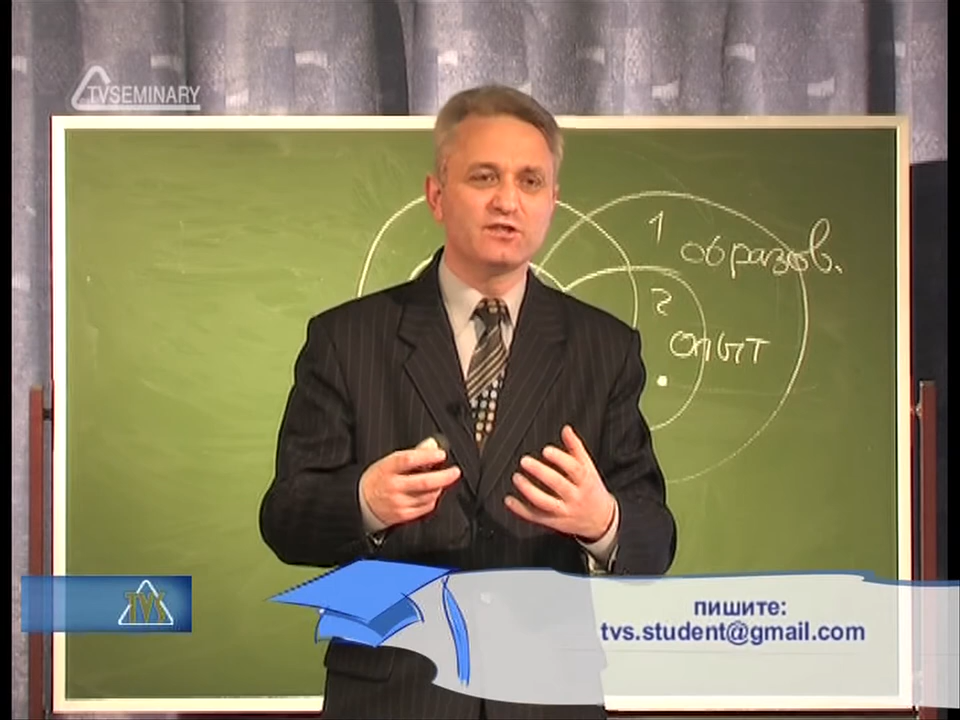 TVSEMINARY
1
образов.
2
опыт
TVS
пишите:
tvs.student@gmail.com